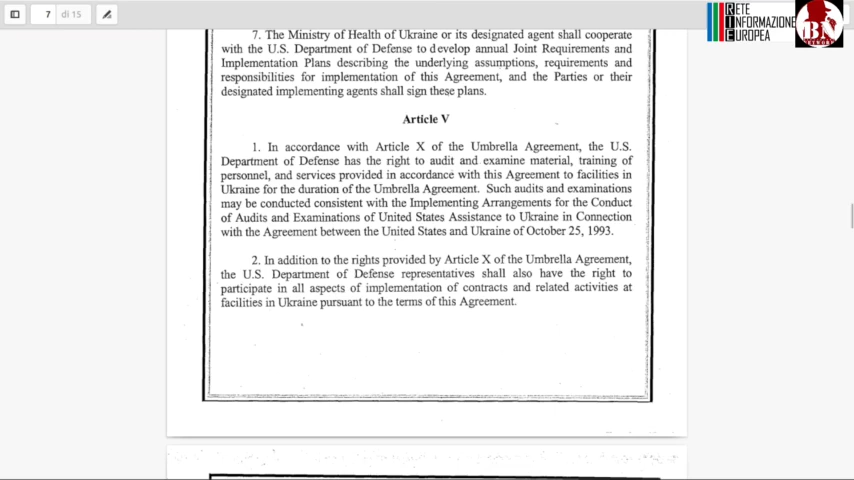 7 di 15
RETE
INFORMAZIONE
EUROPEA
BN
NETWORK
7. The Ministry of Health of Ukraine or its designated agent shall cooperate
with the U.S. Department of Defense to develop annual Joint Requirements and
Implementation Plans describing the underlying assumptions, requirements and
responsibilities for implementation of this Agreement, and the Parties or their
designated implementing agents shall sign these plans.
Article V
1. In accordance with Article X of the Umbrella Agreement, the U.S.
Department of Defense has the right to audit and examine material, training of
personnel, and services provided in accordance with this Agreement to facilities in
Ukraine for the duration of the Umbrella Agreement. Such audits and examinations
may be conducted consistent with the Implementing Arrangements for the Conduct
of Audits and Examinations of United States Assistance to Ukraine in Connection
with the Agreement between the United States and Ukraine of October 25, 1993.
2. In addition to the rights provided by Article X of the Umbrella Agreement,
the U.S. Department of Defense representatives shall also have the right to
participate in all aspects of implementation of contracts and related activities at
facilities in Ukraine pursuant to the terms of this Agreement.